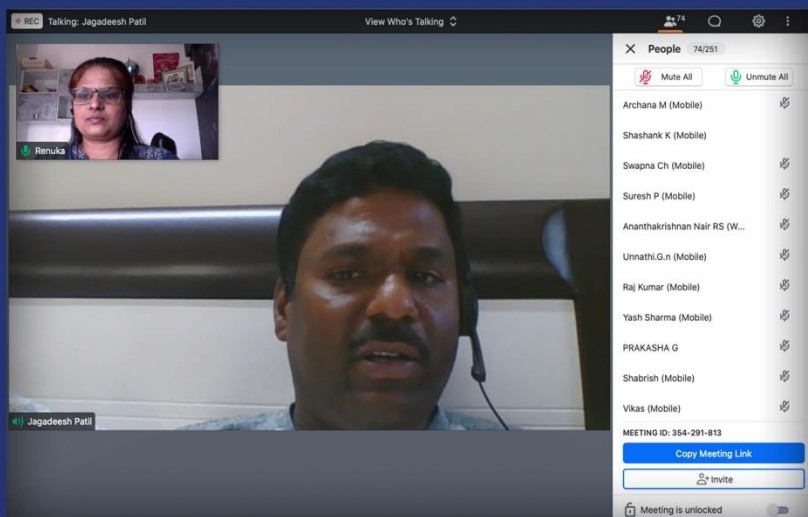 REC
Talking: Jagadeesh Patil
View Who's Talking
74
Renuka
Jagadeesh Patil
People 74/251
Mute All
Unmute All
Archana M (Mobile)
Shashank K (Mobile)
Swapna Ch (Mobile)
Suresh P (Mobile)
Ananthakrishnan Nair RS (W...
Unnathi.G.n (Mobile)
Raj Kumar (Mobile)
Yash Sharma (Mobile)
PRAKASHA G
Shabrish (Mobile)
Vikas (Mobile)
MEETING ID: 354-291-813
Copy Meeting Link
Invite
Meeting is unlocked